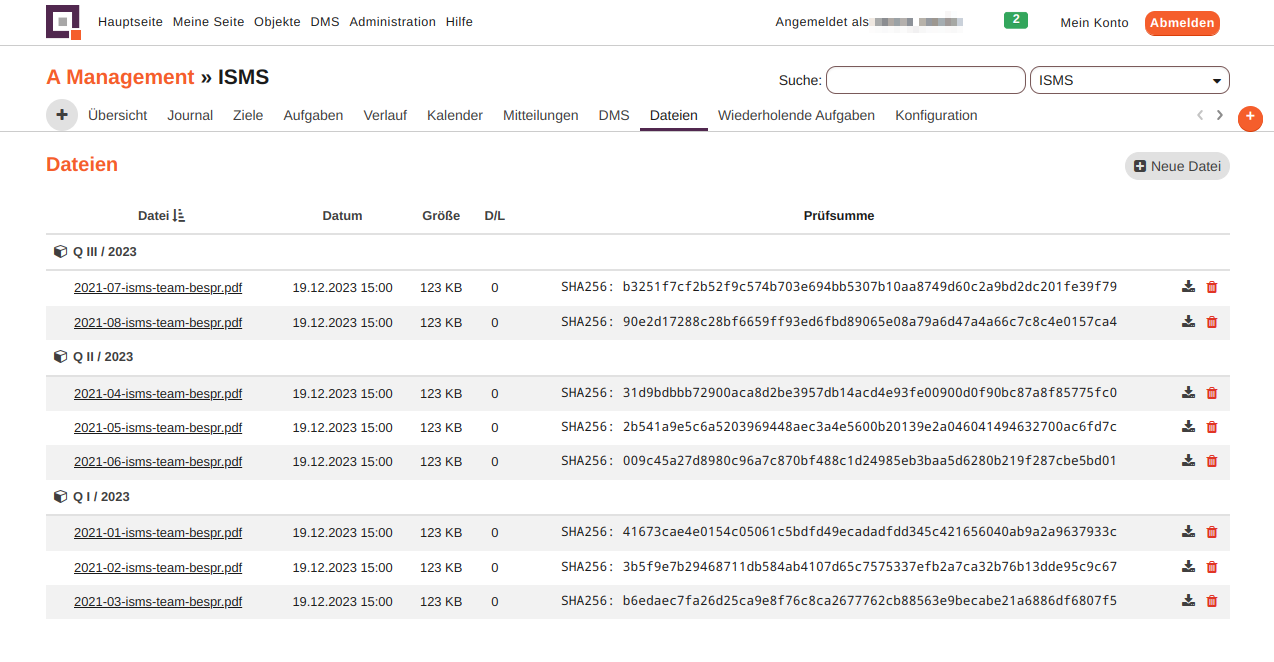 Hauptseite Meine Seite Objekte DMS Administration Hilfe Angemeldet als 2 Mein Konto Abmelden
A Management » ISMS Suche: ISMS
+ Übersicht Journal Ziele Aufgaben Verlauf Kalender Mitteilungen DMS Dateien Wiederholende Aufgaben Konfiguration < > +
Dateien Neue Datei
Datei Datum Größe D/L Prüfsumme
Q III / 2023
2021-07-isms-team-bespr.pdf 19.12.2023 15:00 123 KB 0 SHA256: b3251f7cf2b52f9c574b703e694bb5307b10aa8749d60c2a9bd2dc201fe39f79
2021-08-isms-team-bespr.pdf 19.12.2023 15:00 123 KB 0 SHA256: 90e2d17288c28bf6659ff93ed6fbd89065e08a79a6d47a4a66c7c8c4e0157ca4
Q II / 2023
2021-04-isms-team-bespr.pdf 19.12.2023 15:00 123 KB 0 SHA256: 31d9bdbbb72900aca8d2be3957db14acd4e93fe00900d0f90bc87a8f85775fc0
2021-05-isms-team-bespr.pdf 19.12.2023 15:00 123 KB 0 SHA256: 2b541a9e5c6a5203969448aec3a4e5600b20139e2a046041494632700ac6fd7c
2021-06-isms-team-bespr.pdf 19.12.2023 15:00 123 KB 0 SHA256: 009c45a27d8980c96a7c870bf488c1d24985eb3baa5d6280b219f287cbe5bd01
Q I / 2023
2021-01-isms-team-bespr.pdf 19.12.2023 15:00 123 KB 0 SHA256: 41673cae4e0154c05061c5bdfd49ecadadfdd345c421656040ab9a2a9637933c
2021-02-isms-team-bespr.pdf 19.12.2023 15:00 123 KB 0 SHA256: 3b5f9e7b29468711db584ab4107d65c7575337efb2a7ca32b76b13dde95c9c67
2021-03-isms-team-bespr.pdf 19.12.2023 15:00 123 KB 0 SHA256: b6edaec7fa26d25ca9e8f76c8ca2677762cb88563e9becabe21a6886df6807f5